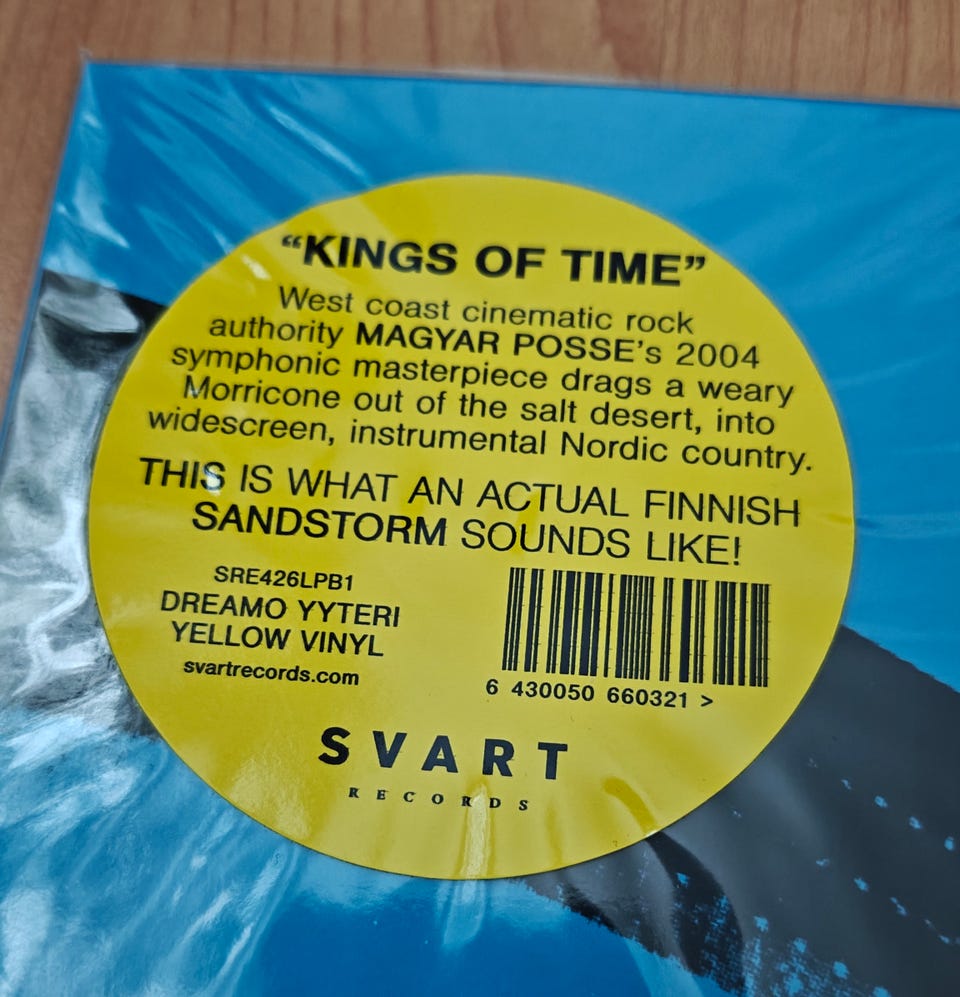 “KINGS OF TIME”
West coast cinematic rock
authority MAGYAR POSSE’s 2004
symphonic masterpiece drags a weary
Morricone out of the salt desert, into
widescreen, instrumental Nordic country.
THIS IS WHAT AN ACTUAL FINNISH
SANDSTORM SOUNDS LIKE!
SRE426LPB1
DREAMO YYTERI
YELLOW VINYL
svartrecords.com
6 430050 660321 >
SVART
RECORDS